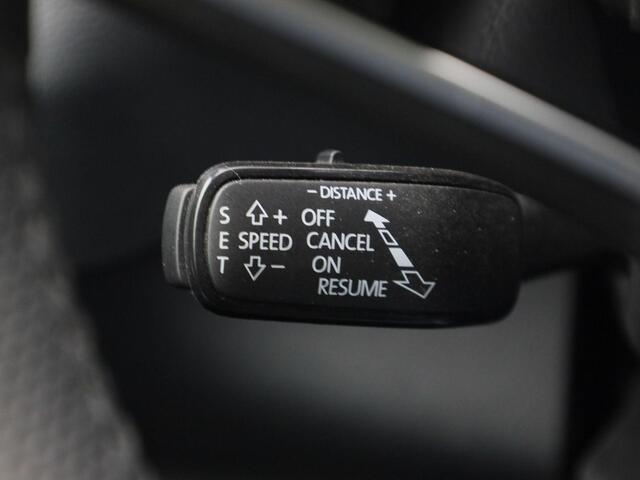 - DISTANCE +
S + OFF
E SPEED CANCEL
T - ON
RESUME